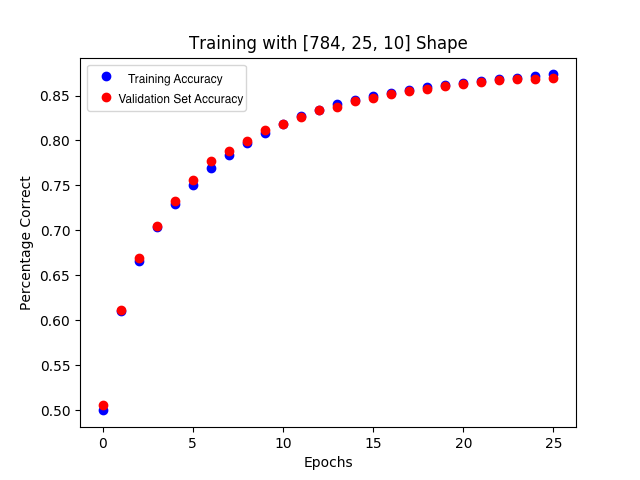 Training with [784, 25, 10] Shape
Training Accuracy
Validation Set Accuracy
Percentage Correct
0.85
0.80
0.75
0.70
0.65
0.60
0.55
0.50
0 5 10 15 20 25
Epochs